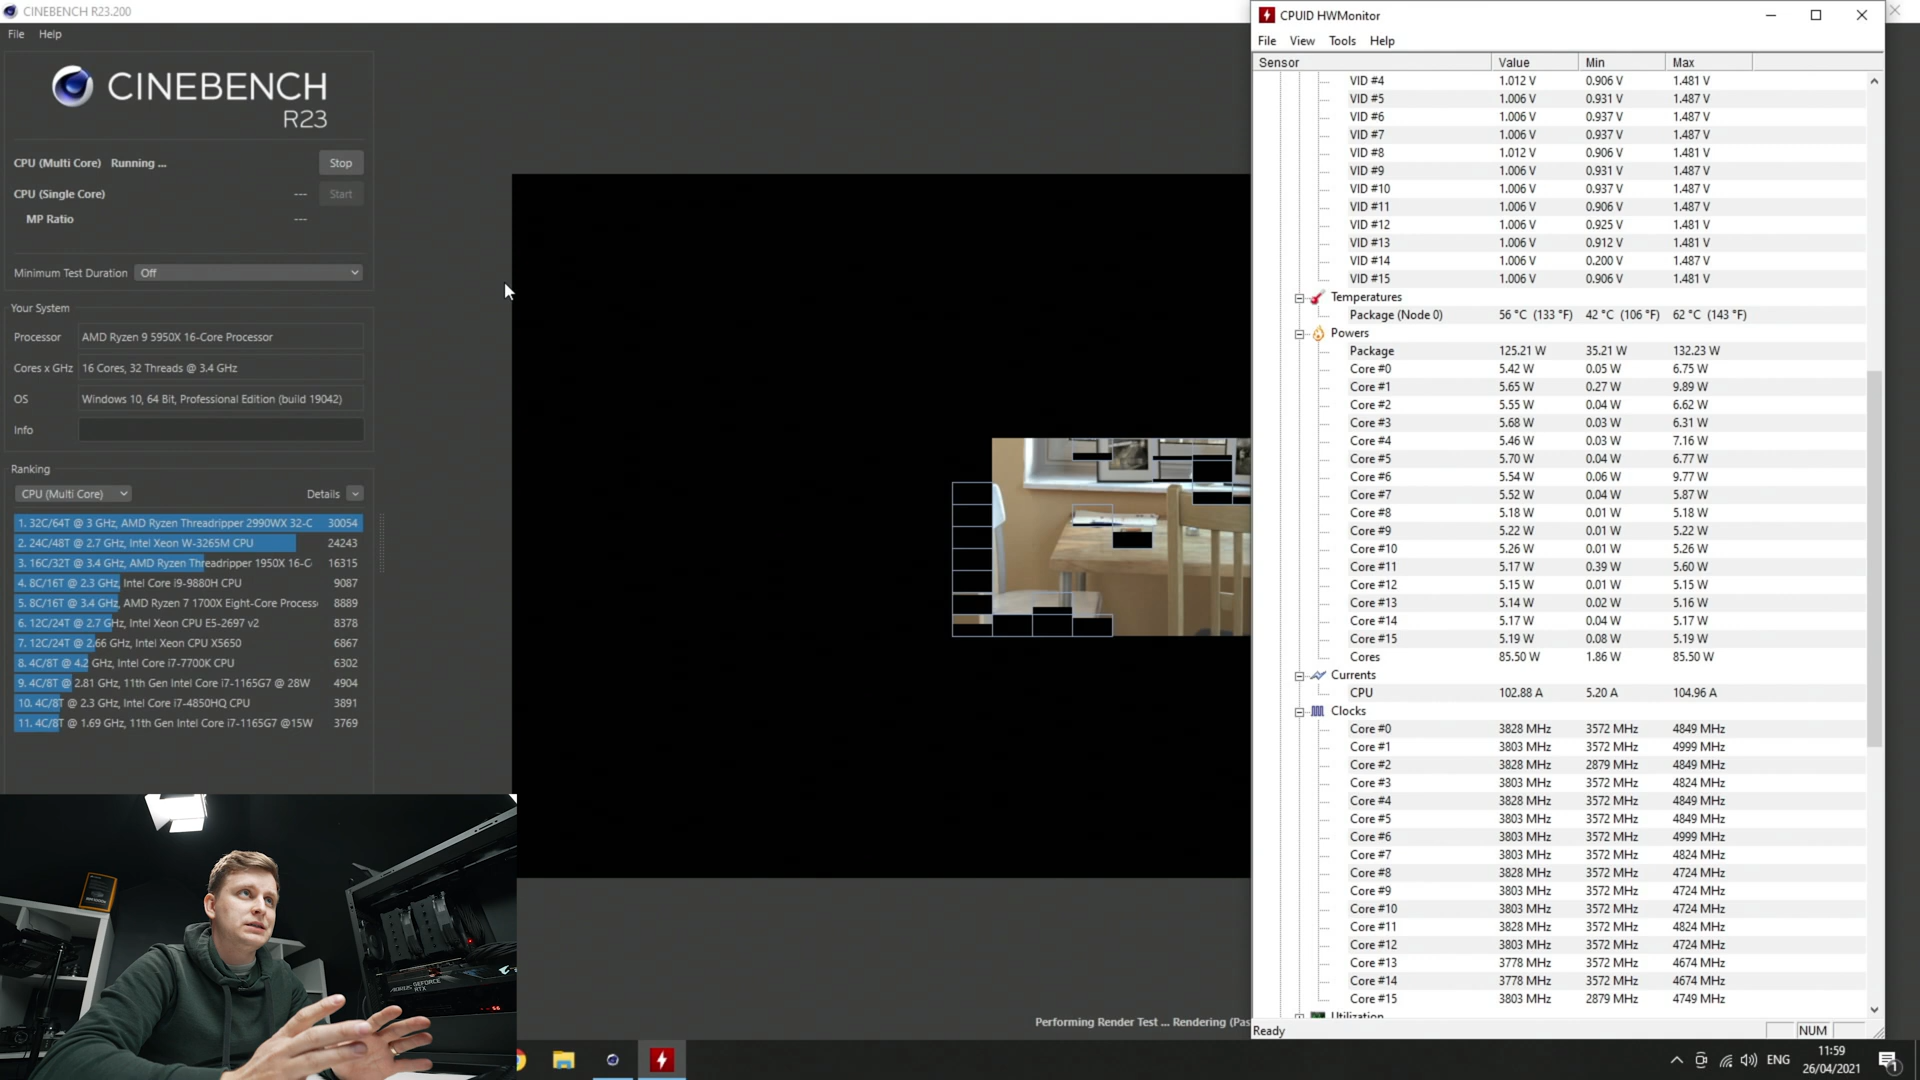 CINEBENCH R23.200
File Help
CINEBENCH
R23
CPU (Multi Core) Running ... Stop
CPU (Single Core) --- Start
MP Ratio ---
Minimum Test Duration Off
Your System
Processor AMD Ryzen 9 5950X 16-Core Processor
Cores x GHz 16 Cores, 32 Threads @ 3.4 GHz
OS Windows 10, 64 Bit, Professional Edition (build 19042)
Info
Ranking
CPU (Multi Core) Details
1. 32C/64T @ 3 GHz, AMD Ryzen Threadripper 2990WX 32-C 30054
2. 24C/48T @ 2.7 GHz, Intel Xeon W-3265M CPU 24243
3. 16C/32T @ 3.4 GHz, AMD Ryzen Threadripper 1950X 16-C 16315
4. 8C/16T @ 2.3 GHz, Intel Core i9-9880H CPU 9087
5. 8C/16T @ 3.4 GHz, AMD Ryzen 7 1700X Eight-Core Process 8889
6. 12C/24T @ 2.7 GHz, Intel Xeon CPU E5-2697 v2 8378
7. 12C/24T @ 2.66 GHz, Intel Xeon CPU X5650 6867
8. 4C/8T @ 4.2 GHz, Intel Core i7-7700K CPU 6302
9. 4C/8T @ 2.81 GHz, 11th Gen Intel Core i7-1165G7 @ 28W 4904
10. 4C/8T @ 2.3 GHz, Intel Core i7-4850HQ CPU 3891
11. 4C/8T @ 1.69 GHz, 11th Gen Intel Core i7-1165G7 @15W 3769
Performing Render Test ... Rendering (Pas
CPUID HWMonitor
File View Tools Help
Sensor Value Min Max
VID #4 1.012 V 0.906 V 1.481 V
VID #5 1.006 V 0.931 V 1.487 V
VID #6 1.006 V 0.937 V 1.487 V
VID #7 1.006 V 0.937 V 1.487 V
VID #8 1.012 V 0.906 V 1.481 V
VID #9 1.006 V 0.931 V 1.487 V
VID #10 1.006 V 0.937 V 1.487 V
VID #11 1.006 V 0.906 V 1.487 V
VID #12 1.006 V 0.925 V 1.481 V
VID #13 1.006 V 0.912 V 1.481 V
VID #14 1.006 V 0.200 V 1.487 V
VID #15 1.006 V 0.906 V 1.481 V
Temperatures
Package (Node 0) 56 °C (133 °F) 42 °C (106 °F) 62 °C (143 °F)
Powers
Package 125.21 W 35.21 W 132.23 W
Core #0 5.42 W 0.05 W 6.75 W
Core #1 5.65 W 0.27 W 9.89 W
Core #2 5.55 W 0.04 W 6.62 W
Core #3 5.68 W 0.03 W 6.31 W
Core #4 5.46 W 0.03 W 7.16 W
Core #5 5.70 W 0.04 W 6.77 W
Core #6 5.54 W 0.06 W 9.77 W
Core #7 5.52 W 0.04 W 5.87 W
Core #8 5.18 W 0.01 W 5.18 W
Core #9 5.22 W 0.01 W 5.22 W
Core #10 5.26 W 0.01 W 5.26 W
Core #11 5.17 W 0.39 W 5.60 W
Core #12 5.15 W 0.01 W 5.15 W
Core #13 5.14 W 0.02 W 5.16 W
Core #14 5.17 W 0.04 W 5.17 W
Core #15 5.19 W 0.08 W 5.19 W
Cores 85.50 W 1.86 W 85.50 W
Currents
CPU 102.88 A 5.20 A 104.96 A
Clocks
Core #0 3828 MHz 3572 MHz 4849 MHz
Core #1 3803 MHz 3572 MHz 4999 MHz
Core #2 3828 MHz 2879 MHz 4849 MHz
Core #3 3803 MHz 3572 MHz 4824 MHz
Core #4 3828 MHz 3572 MHz 4849 MHz
Core #5 3803 MHz 3572 MHz 4849 MHz
Core #6 3803 MHz 3572 MHz 4999 MHz
Core #7 3803 MHz 3572 MHz 4824 MHz
Core #8 3828 MHz 3572 MHz 4724 MHz
Core #9 3803 MHz 3572 MHz 4724 MHz
Core #10 3803 MHz 3572 MHz 4724 MHz
Core #11 3828 MHz 3572 MHz 4824 MHz
Core #12 3803 MHz 3572 MHz 4724 MHz
Core #13 3778 MHz 3572 MHz 4674 MHz
Core #14 3778 MHz 3572 MHz 4674 MHz
Core #15 3803 MHz 2879 MHz 4749 MHz
Utilization
Ready NUM
GEFORCE
RTX
ENG 11:59
26/04/2021 1